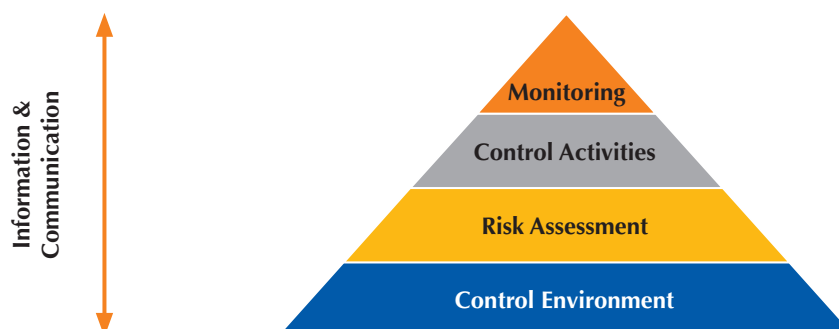 Information &
Communication
Monitoring
Control Activities
Risk Assessment
Control Environment